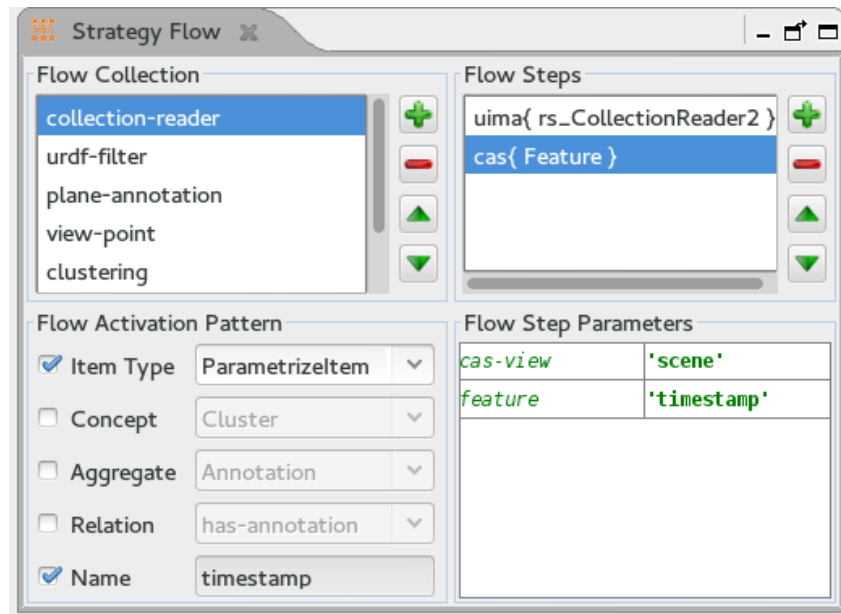 Strategy Flow
Flow Collection
collection-reader
urdf-filter
plane-annotation
view-point
clustering
Flow Steps
uima{ rs_CollectionReader2 }
cas{ Feature }
Flow Activation Pattern
Item Type ParametrizeItem
Concept Cluster
Aggregate Annotation
Relation has-annotation
Name timestamp
Flow Step Parameters
cas-view 'scene'
feature 'timestamp'